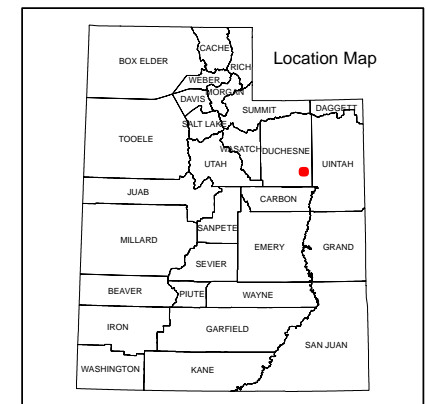 Location Map
BOX ELDER
CACHE
RICH
WEBER
MORGAN
DAVIS
SUMMIT
DAGGETT
SALT LAKE
TOOELE
WASATCH
DUCHESNE
UTAH
UINTAH
JUAB
CARBON
SANPETE
MILLARD
EMERY
GRAND
SEVIER
BEAVER
PIUTE
WAYNE
IRON
GARFIELD
SAN JUAN
WASHINGTON
KANE